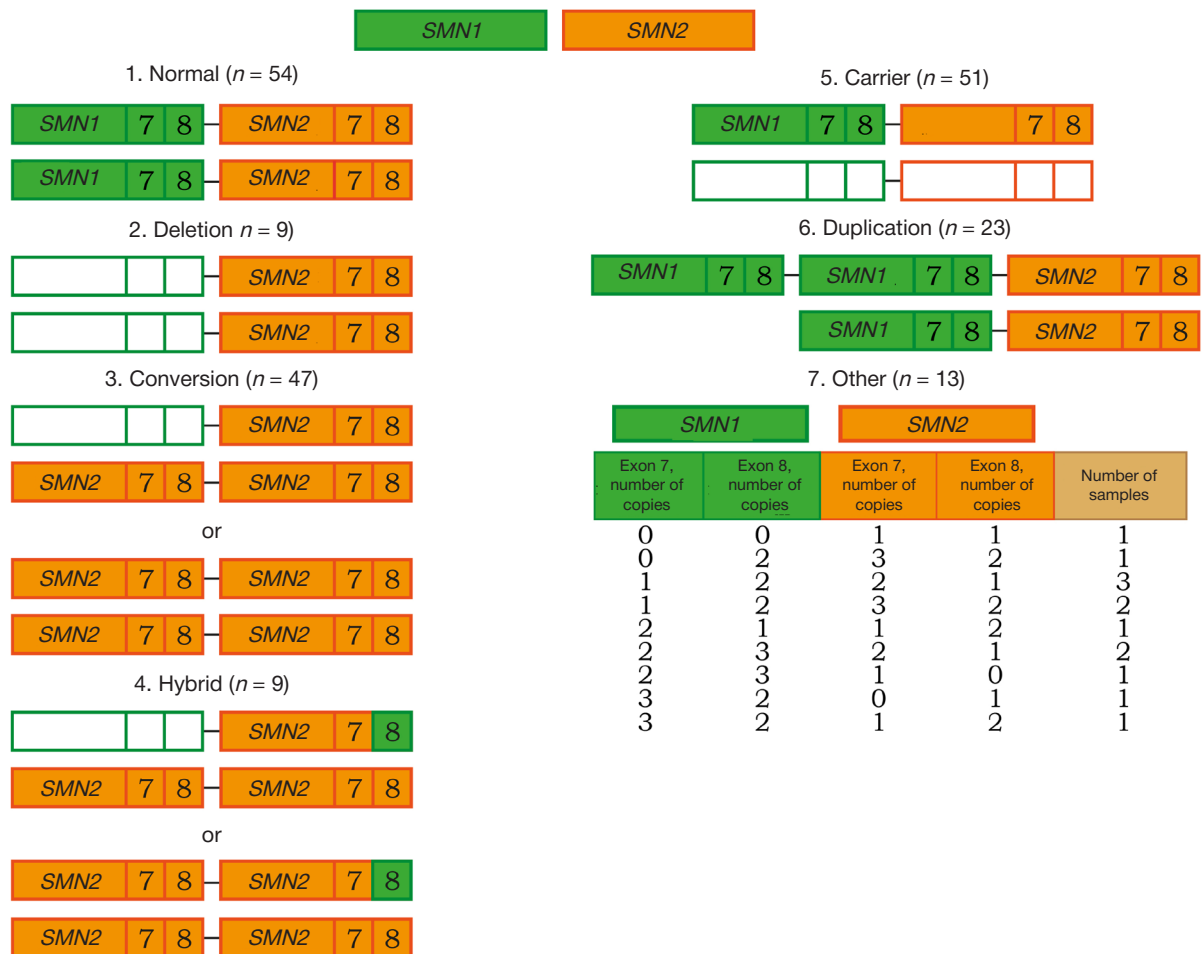 SMN1 SMN2
1. Normal (n = 54)
SMN1 7 8 SMN2 7 8
SMN1 7 8 SMN2 7 8
2. Deletion n = 9)
SMN2 7 8
SMN2 7 8
3. Conversion (n = 47)
SMN2 7 8
SMN2 7 8 SMN2 7 8
or
SMN2 7 8 SMN2 7 8
SMN2 7 8 SMN2 7 8
4. Hybrid (n = 9)
SMN2 7 8
SMN2 7 8 SMN2 7 8
or
SMN2 7 8 SMN2 7 8
SMN2 7 8 SMN2 7 8
5. Carrier (n = 51)
SMN1 7 8 7 8
6. Duplication (n = 23)
SMN1 7 8 SMN1 7 8 SMN2 7 8
SMN1 7 8 SMN2 7 8
7. Other (n = 13)
SMN1 SMN2
Exon 7, number of copies Exon 8, number of copies Exon 7, number of copies Exon 8, number of copies Number of samples
0 0 1 1 1
0 2 3 2 1
1 2 2 1 3
1 2 3 2 2
2 1 1 2 1
2 3 2 1 2
2 3 1 0 1
3 2 0 1 1
3 2 1 2 1